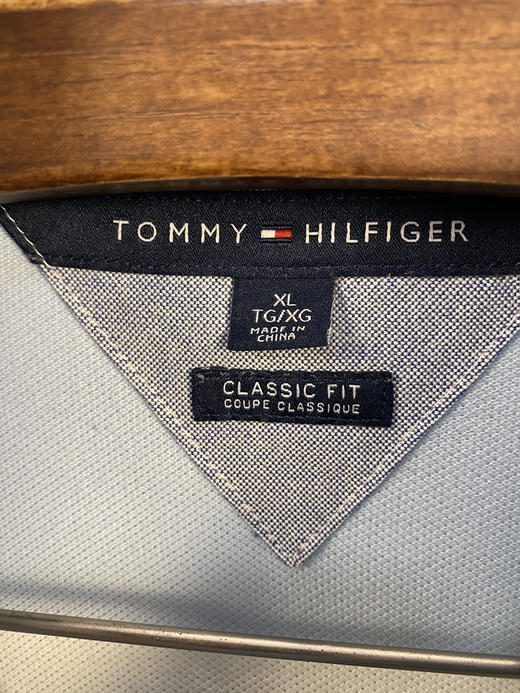 TOMMY HILFIGER
XL
TG/XG
MADE IN
CHINA
CLASSIC FIT
COUPE CLASSIQUE